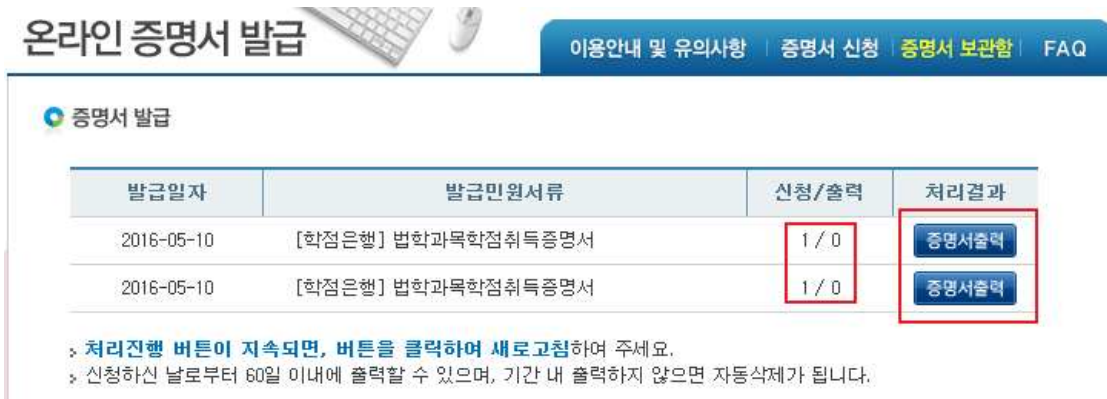 온라인 증명서 발급
이용안내 및 유의사항 증명서 신청 증명서 보관함 FAQ
증명서 발급
발급일자 발급민원서류 신청/출력 처리결과
2016-05-10 [학점은행] 법학과목학점취득증명서 1 / 0 증명서출력
2016-05-10 [학점은행] 법학과목학점취득증명서 1 / 0 증명서출력
처리진행 버튼이 지속되면, 버튼을 클릭하여 새로고침하여 주세요.
신청하신 날로부터 60일 이내에 출력할 수 있으며, 기간 내 출력하지 않으면 자동삭제가 됩니다.